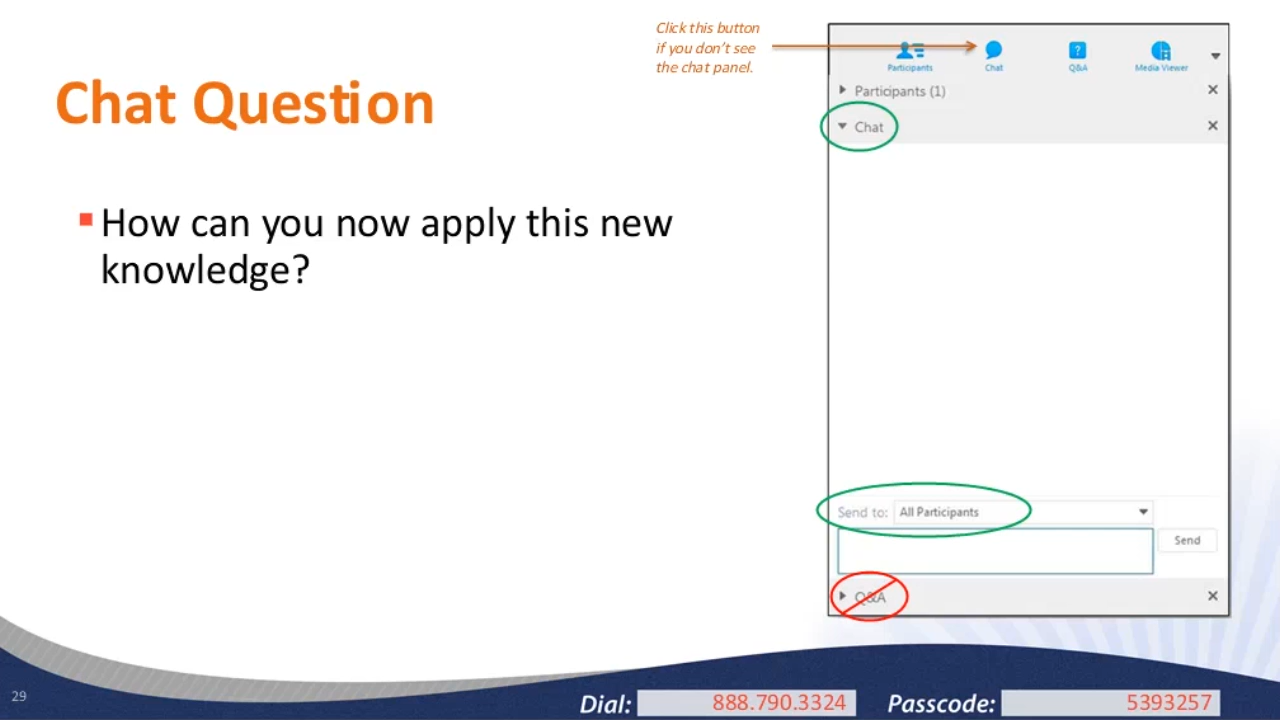 Click this button
if you don't see
the chat panel.
Chat Question
▪How can you now apply this new
knowledge?
Participants
Chat
Q&A
Media Viewer
Participants (1)
Chat
Send to: All Participants
Send
Q&A
29
Dial: 888.790.3324 Passcode: 5393257